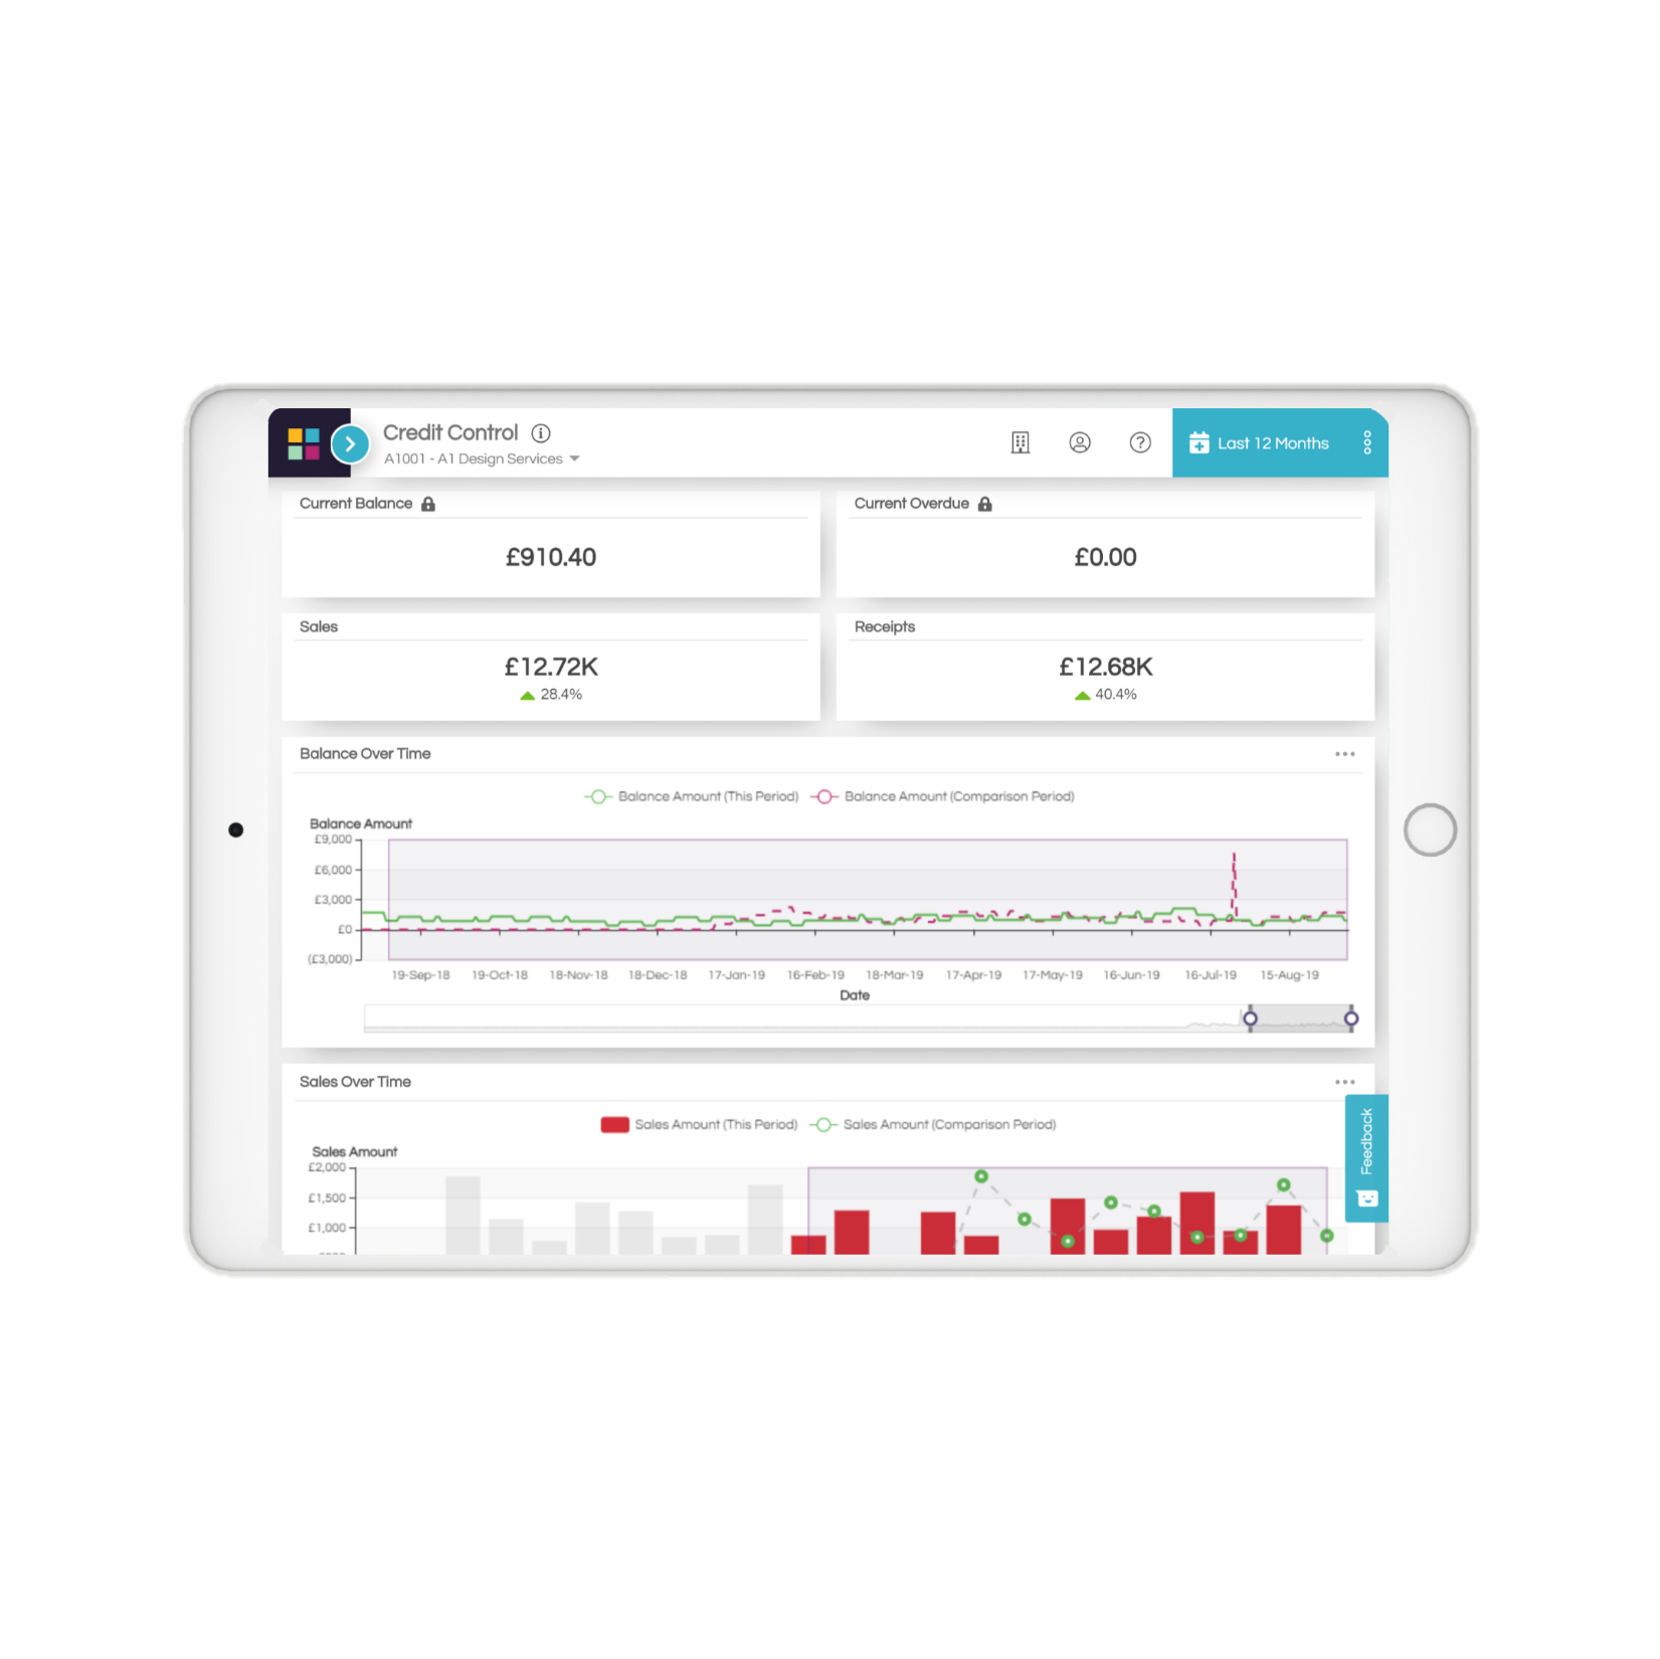 Credit Control
A1001 - A1 Design Services
Last 12 Months
Current Balance
£910.40
Current Overdue
£0.00
Sales
£12.72K
28.4%
Receipts
£12.68K
40.4%
Balance Over Time
Balance Amount (This Period) Balance Amount (Comparison Period)
Balance Amount
£9,000
£6,000
£3,000
£0
(£3,000)
19-Sep-18 19-Oct-18 18-Nov-18 18-Dec-18 17-Jan-19 16-Feb-19 18-Mar-19 17-Apr-19 17-May-19 16-Jun-19 16-Jul-19 15-Aug-19
Date
Sales Over Time
Sales Amount (This Period) Sales Amount (Comparison Period)
Sales Amount
£2,000
£1,500
£1,000
Feedback